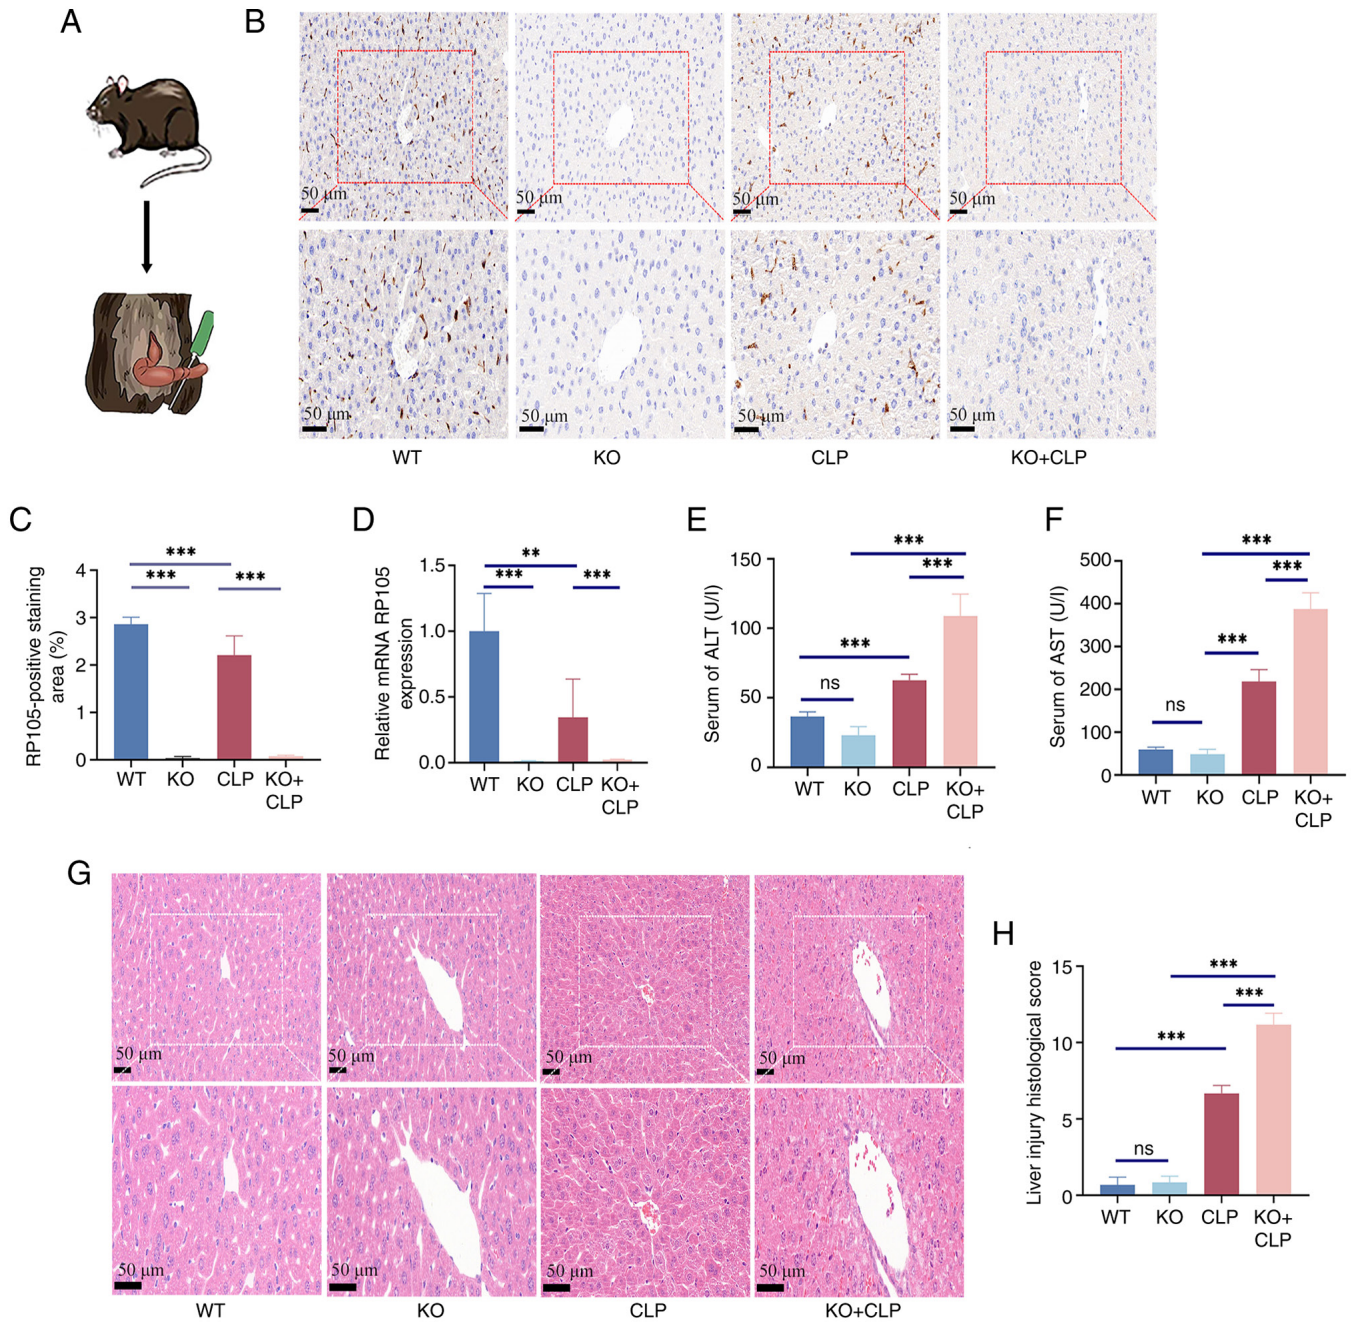 A
B
50 μm
50 μm
50 μm
50 μm
50 μm
50 μm
50 μm
50 μm
WT
KO
CLP
KO+CLP
C
RP105-positive staining
area (%)
4
3
2
1
0
***
***
***
WT
KO
CLP
KO+
CLP
D
Relative mRNA RP105
expression
1.5
1.0
0.5
0.0
**
***
***
WT
KO
CLP
KO+
CLP
E
Serum of ALT (U/l)
150
100
50
0
***
***
***
ns
WT
KO
CLP
KO+
CLP
F
Serum of AST (U/l)
500
400
300
200
100
0
***
***
***
ns
WT
KO
CLP
KO+
CLP
G
50 μm
50 μm
50 μm
50 μm
50 μm
50 μm
50 μm
50 μm
WT
KO
CLP
KO+CLP
H
Liver injury histological score
15
10
5
0
***
***
***
ns
WT
KO
CLP
KO+
CLP